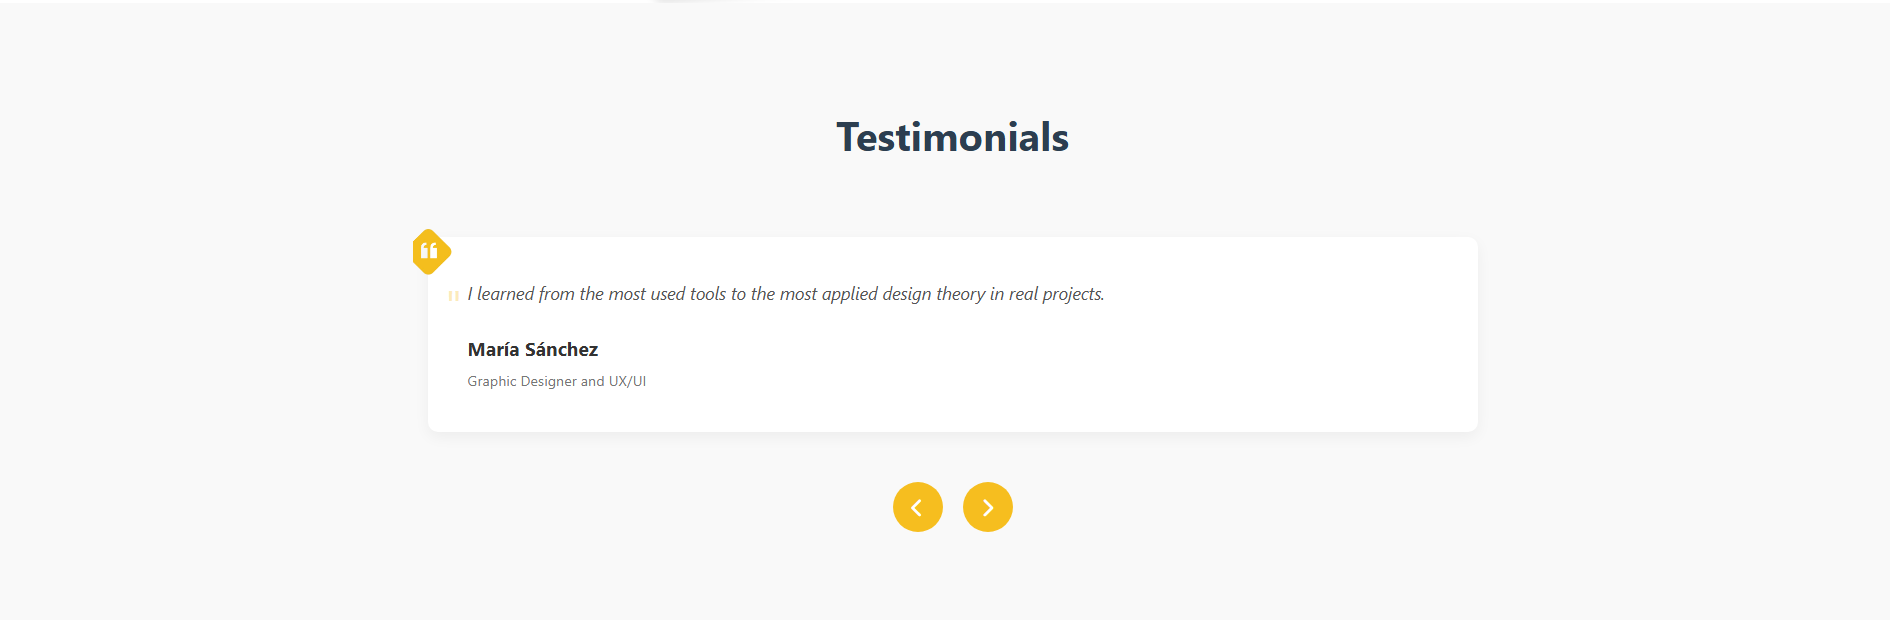 Testimonials
I learned from the most used tools to the most applied design theory in real projects.
María Sánchez
Graphic Designer and UX/UI